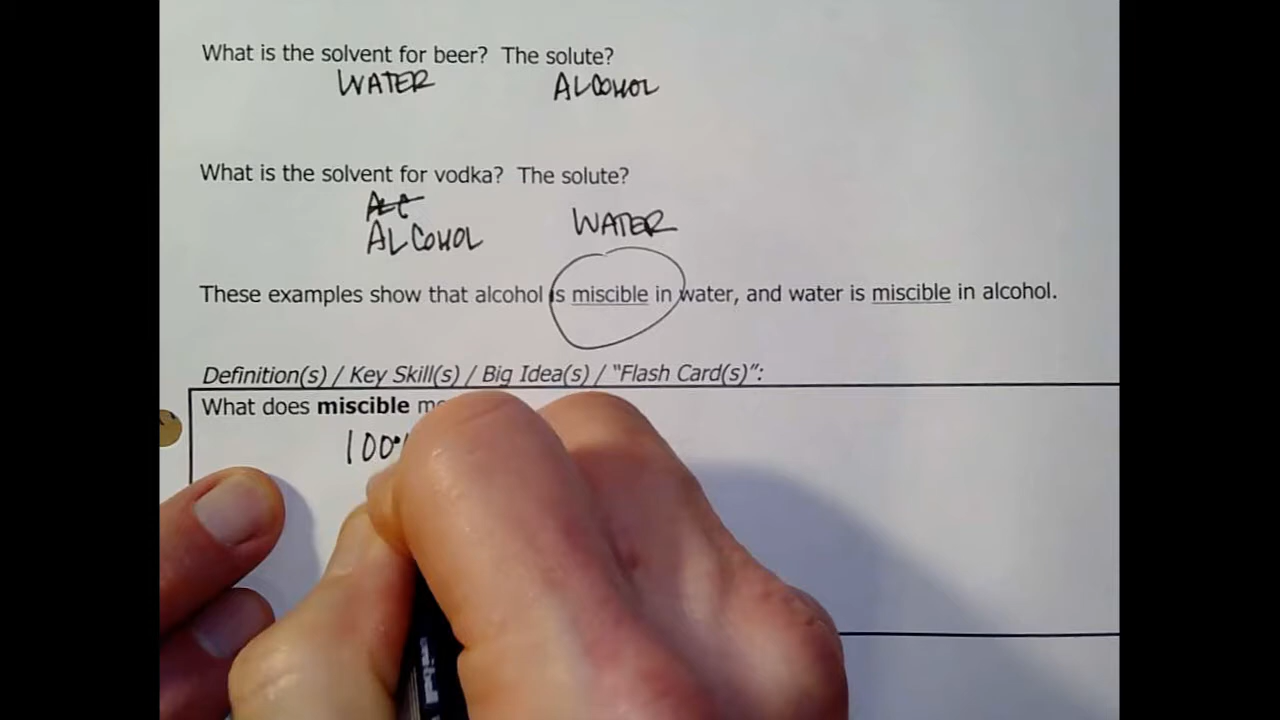 What is the solvent for beer? The solute?
WATER ALCOHOL
What is the solvent for vodka? The solute?
ALC
ALCOHOL WATER
These examples show that alcohol is miscible in water, and water is miscible in alcohol.
Definition(s) / Key Skill(s) / Big Idea(s) / “Flash Card(s)”:
What does miscible
100%